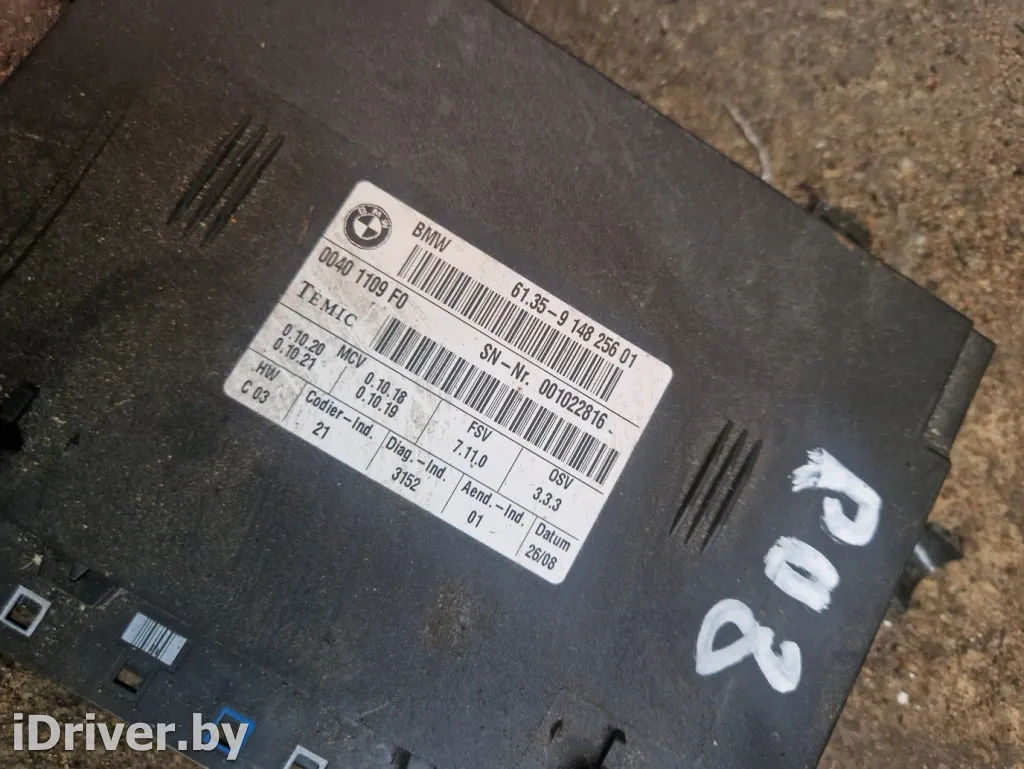 BMW
BMW
61.35-9 148 256 01
0040 1109 F0
SN-Nr. 001022816-
TEMIC
0.10.20
0.10.21
MCV
0.10.18
0.10.19
FSV
7.11.0
OSV
3.3.3
HW
C 03
Codier-Ind.
21
Diag.-Ind.
3152
Aend.-Ind.
01
Datum
26/08
P08
iDriver.by